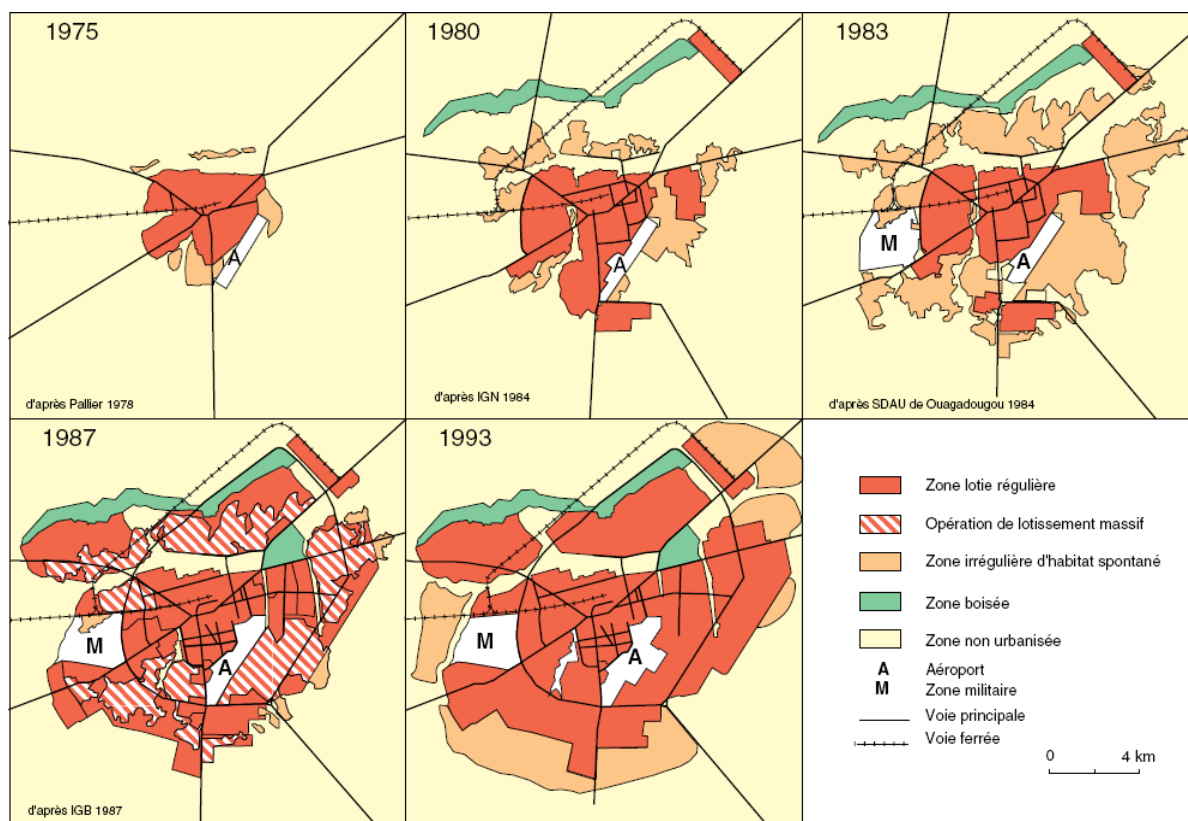 1975
A
d'après Pallier 1978
1980
A
d'après IGN 1984
1983
M
A
d'après SDAU de Ouagadougou 1984
1987
M
A
d'après IGB 1987
1993
M
A
Zone lotie régulière
Opération de lotissement massif
Zone irrégulière d'habitat spontané
Zone boisée
Zone non urbanisée
A Aéroport
M Zone militaire
Voie principale
Voie ferrée
0 4 km